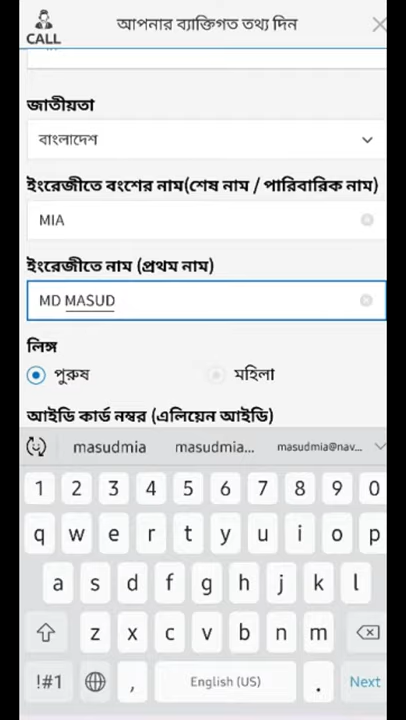 CALL
আপনার ব্যাক্তিগত তথ্য দিন
জাতীয়তা
বাংলাদেশ
ইংরেজীতে বংশের নাম(শেষ নাম / পারিবারিক নাম)
MIA
ইংরেজীতে নাম (প্রথম নাম)
MD MASUD
লিঙ্গ
পুরুষ
মহিলা
আইডি কার্ড নম্বর (এলিয়েন আইডি)
masudmia masudmia... masudmia@nav...
1 2 3 4 5 6 7 8 9 0
q w e r t y u i o p
a s d f g h j k l
z x c v b n m
!#1 , English (US) . Next